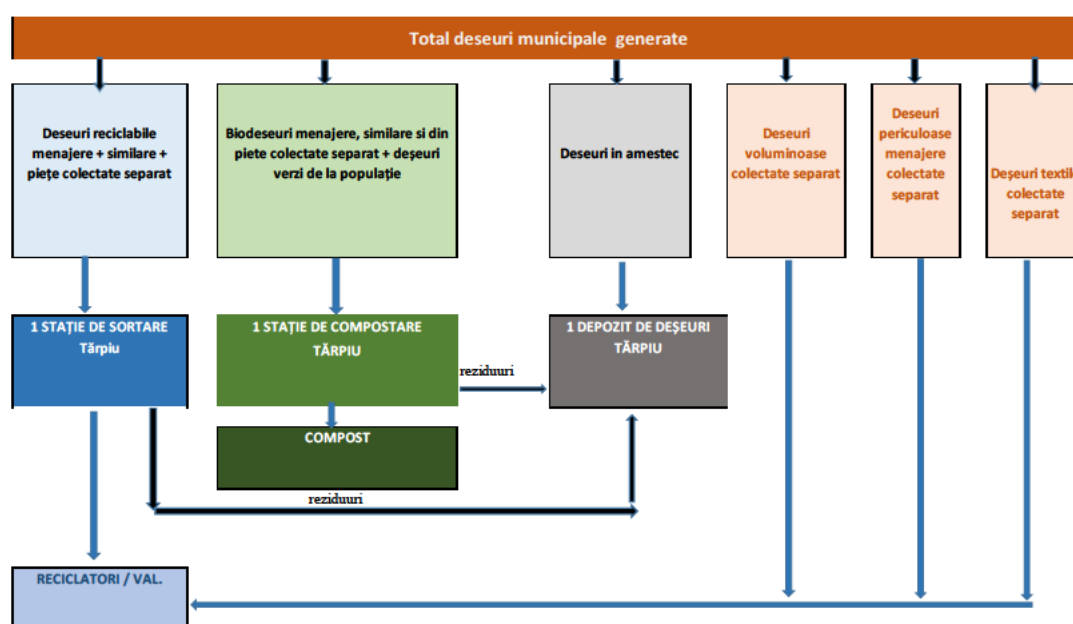 Total deseuri municipale generate
Deseuri reciclabile
menajere + similare +
piețe colectate separat
Biodeseuri menajere, similare si din
piete colectate separat + deșeuri
verzi de la populație
Deseuri in amestec
Deseuri
voluminoase
colectate separat
Deseuri
periculoase
menajere
colectate
separat
Deșeuri textile
colectate
separat
1 STAȚIE DE SORTARE
Tărpiu
1 STAȚIE DE COMPOSTARE
TĂRPIU
1 DEPOZIT DE DEȘEURI
TĂRPIU
reziduuri
COMPOST
reziduuri
RECICLATORI / VAL.